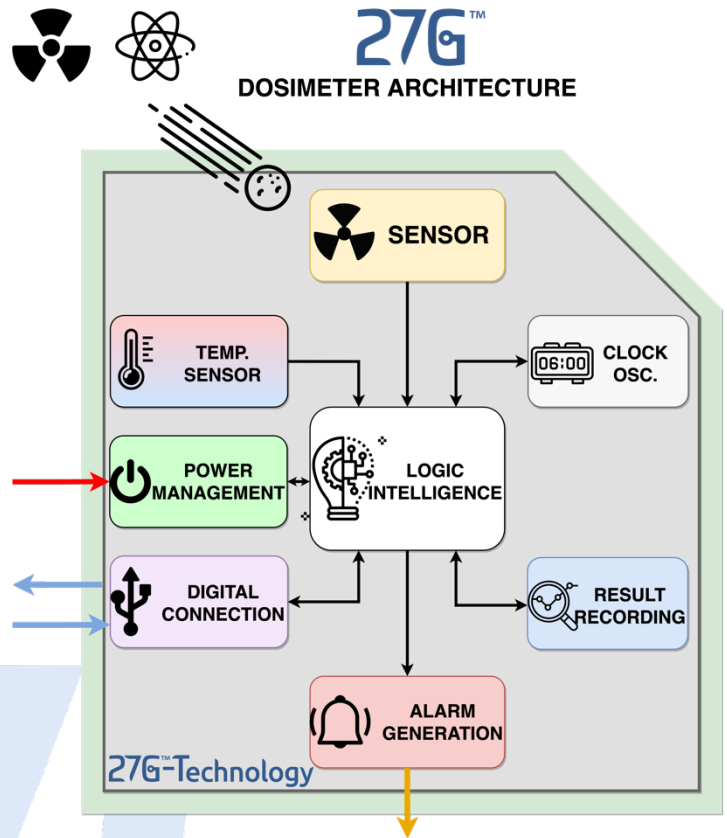 27G™
DOSIMETER ARCHITECTURE
SENSOR
TEMP.
SENSOR
06:00
CLOCK
OSC.
POWER
MANAGEMENT
LOGIC
INTELLIGENCE
DIGITAL
CONNECTION
RESULT
RECORDING
ALARM
GENERATION
27G™-Technology